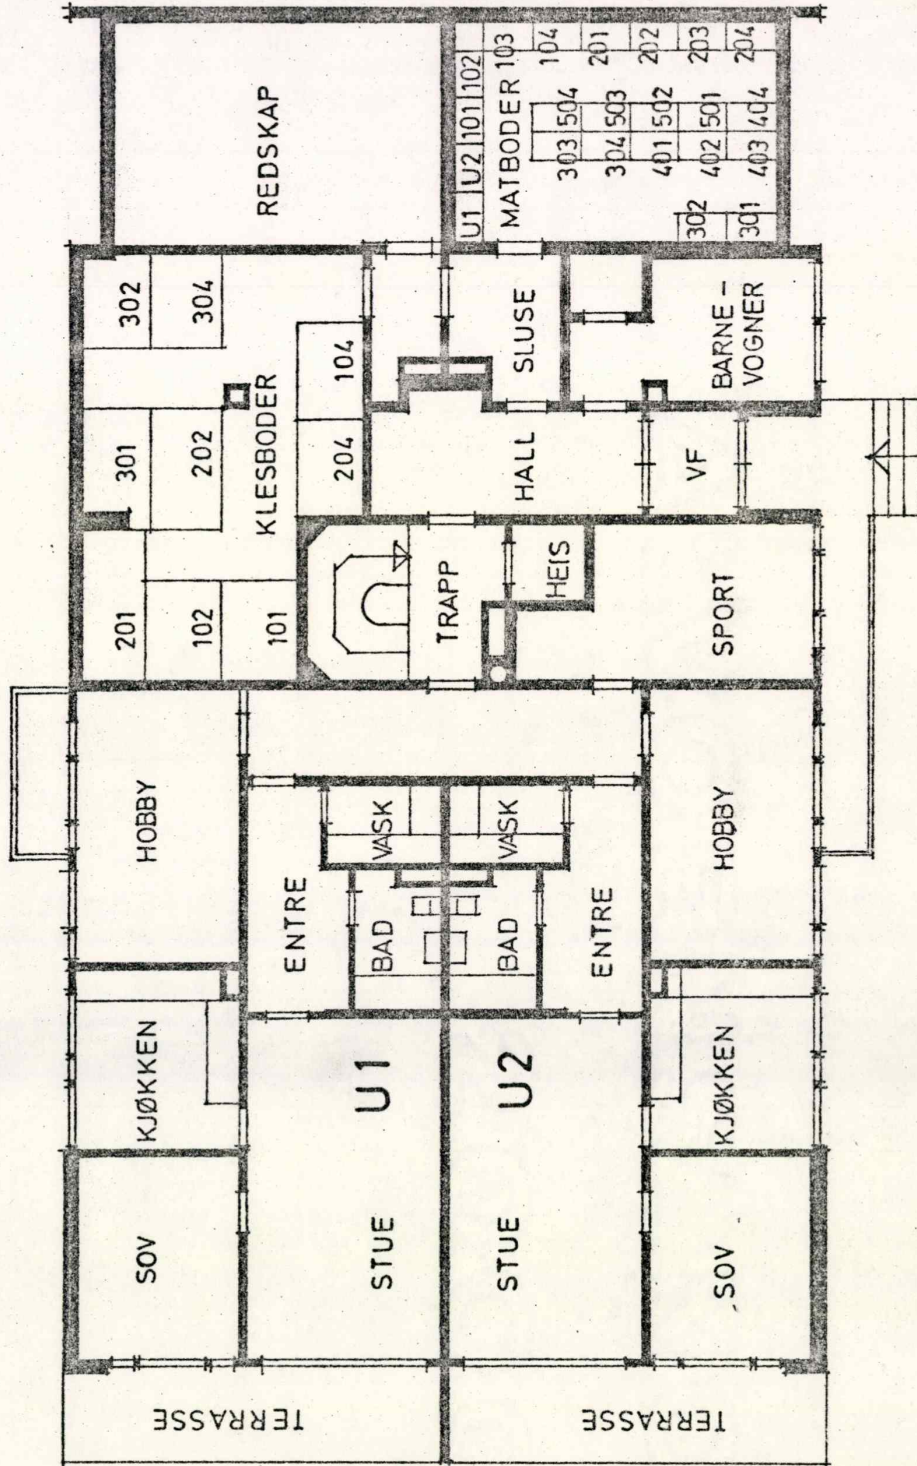 REDSKAP
U1 U2 101 102
MATBODER
103
104
201
202
203
204
303 504
304 503
401 502
402 501
403 404
302
301
302
304
301
202
KLESBODER
104
204
201
102
101
SLUSE
BARNE –
VOGNER
HALL
VF
TRAPP
HEIS
SPORT
HOBBY
VASK
VASK
HOBBY
ENTRE
BAD
BAD
ENTRE
KJØKKEN
U1
U2
KJØKKEN
SOV
STUE
STUE
SOV
TERRASSE
TERRASSE